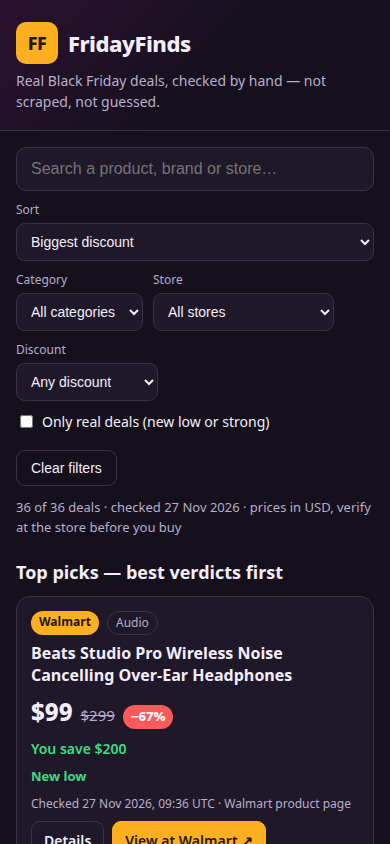 FF FridayFinds
Real Black Friday deals, checked by hand — not
scraped, not guessed.
Search a product, brand or store…
Sort
Biggest discount
Category Store
All categories All stores
Discount
Any discount
Only real deals (new low or strong)
Clear filters
36 of 36 deals · checked 27 Nov 2026 · prices in USD, verify
at the store before you buy
Top picks — best verdicts first
Walmart Audio
Beats Studio Pro Wireless Noise
Cancelling Over-Ear Headphones
$99 $299 −67%
You save $200
New low
Checked 27 Nov 2026, 09:36 UTC · Walmart product page
Details View at Walmart ↗